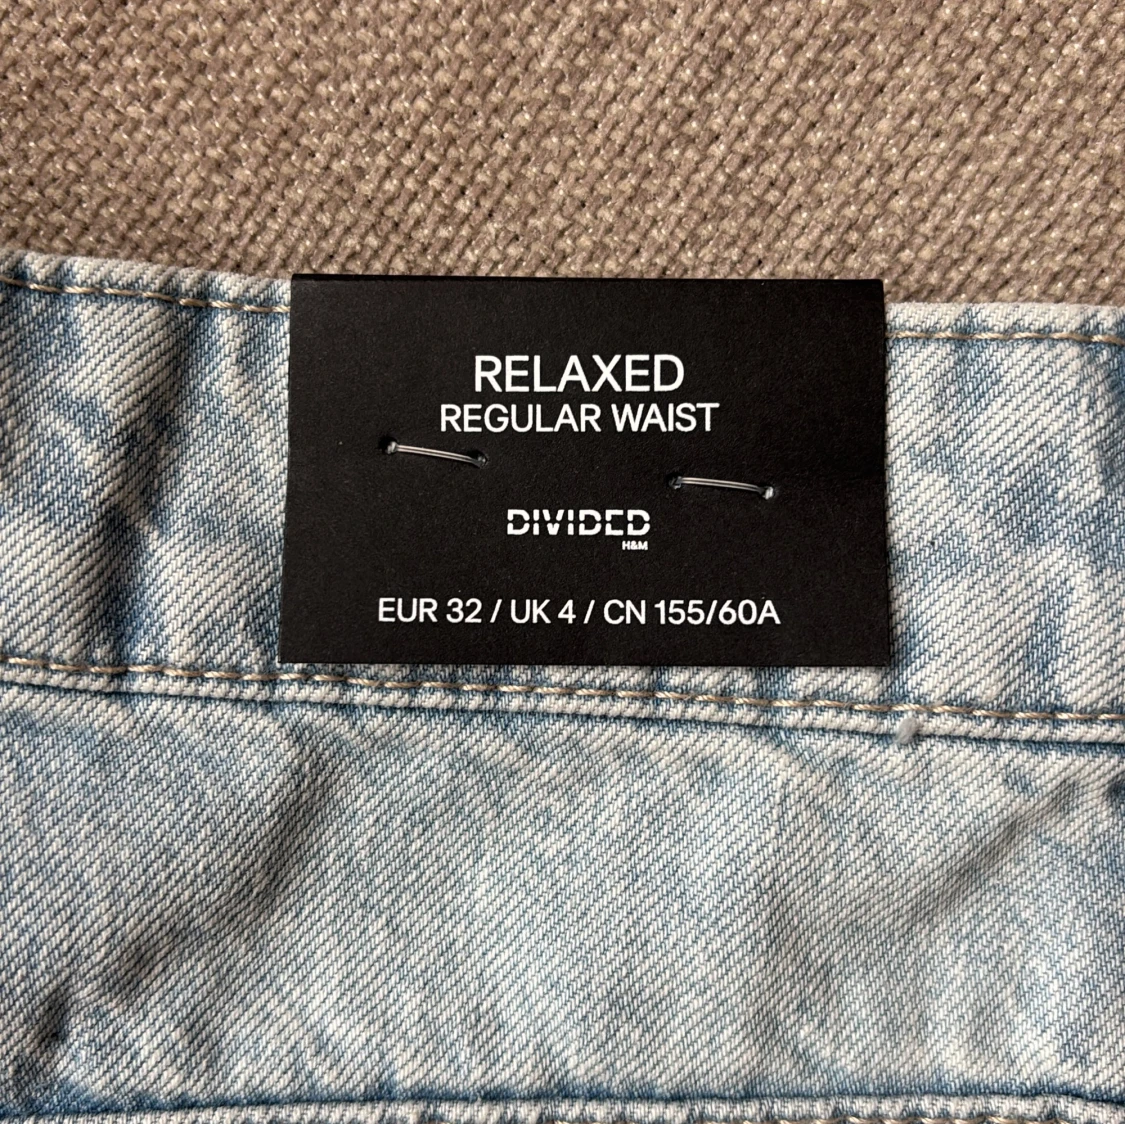 RELAXED
REGULAR WAIST
DIVIDED
H&M
EUR 32 / UK 4 / CN 155/60A